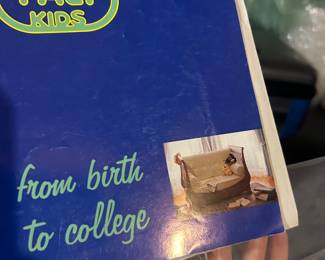 KIDS
from birth
to college